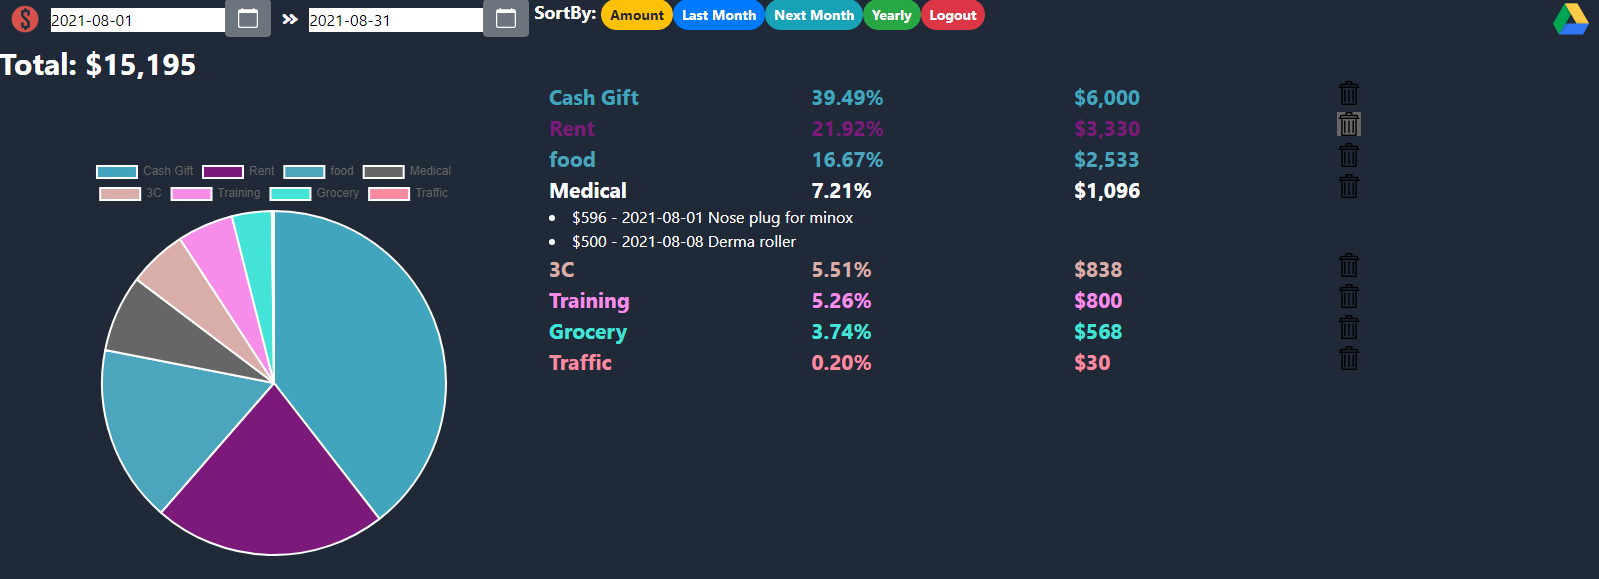 $ 2021-08-01 » 2021-08-31 SortBy: Amount Last Month Next Month Yearly Logout
Total: $15,195
Cash Gift 39.49% $6,000
Rent 21.92% $3,330
food 16.67% $2,533
Medical 7.21% $1,096
$596 - 2021-08-01 Nose plug for minox
$500 - 2021-08-08 Derma roller
3C 5.51% $838
Training 5.26% $800
Grocery 3.74% $568
Traffic 0.20% $30
Cash Gift Rent food Medical
3C Training Grocery Traffic